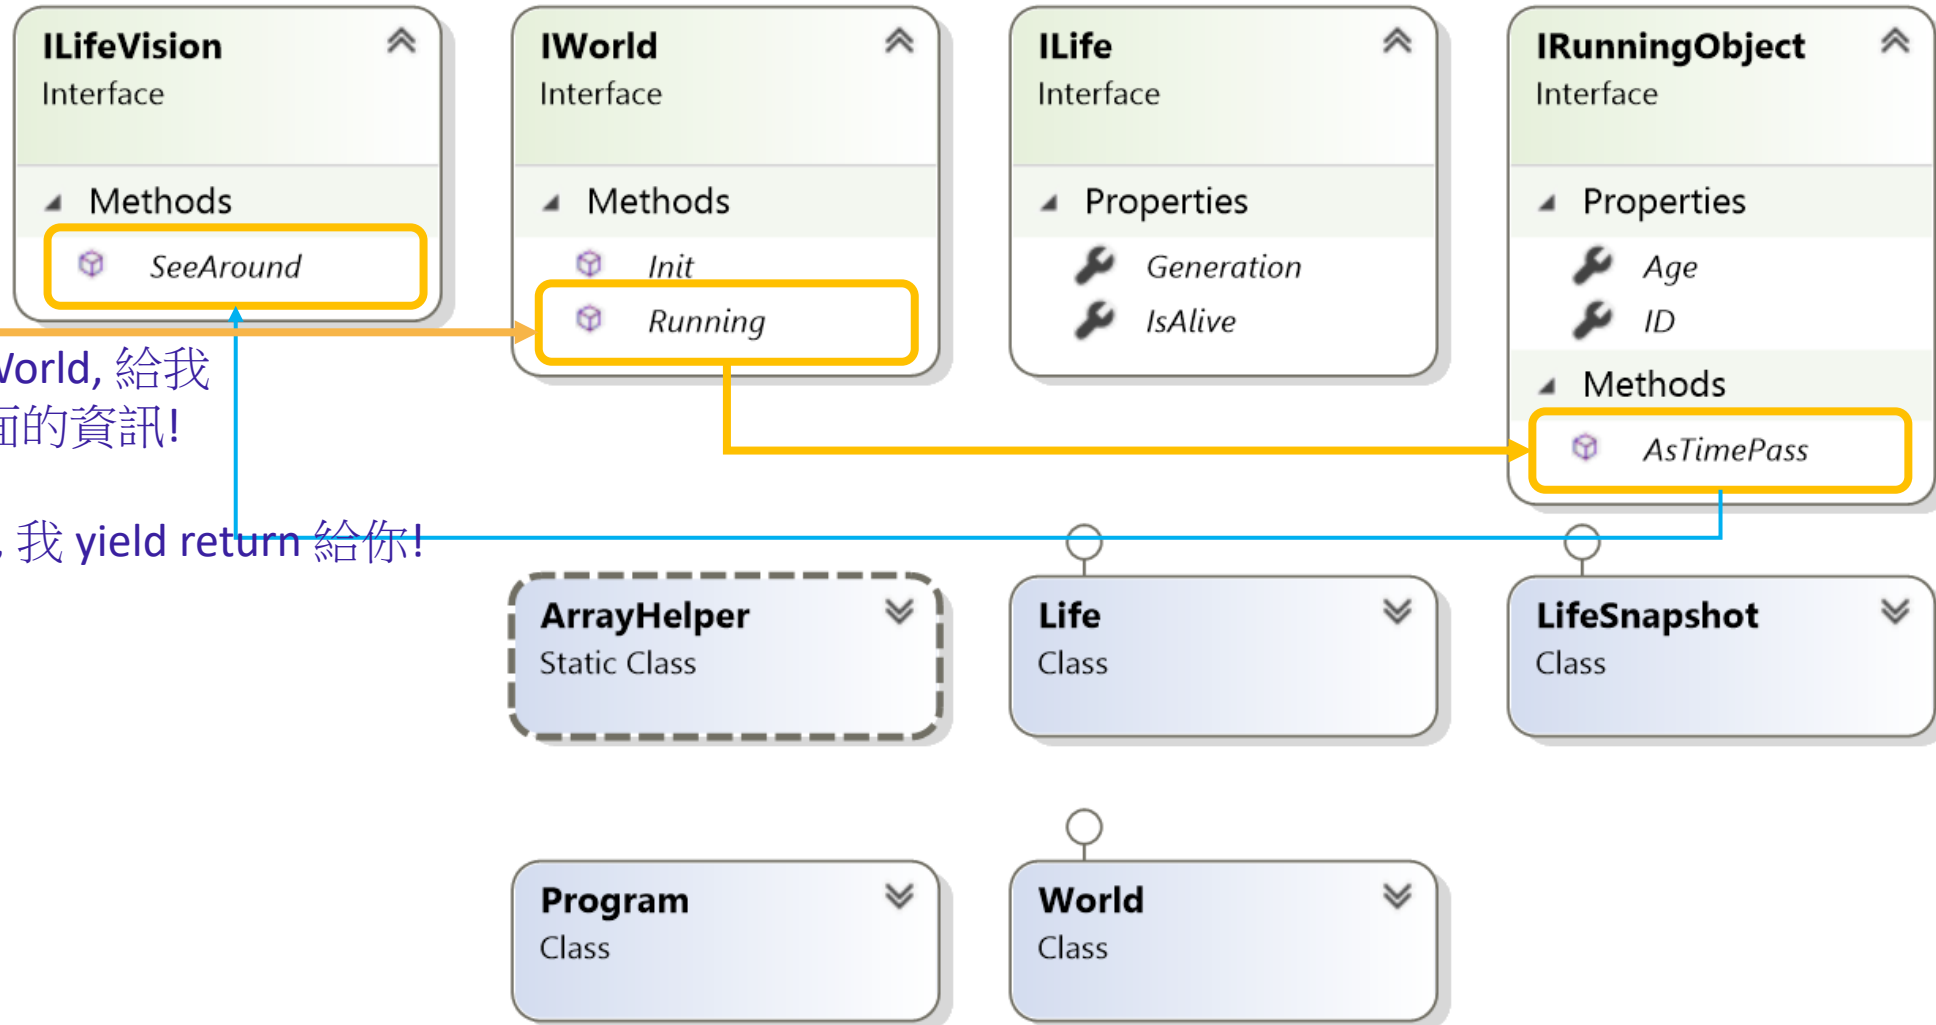 ILifeVision
Interface
Methods
SeeAround
IWorld
Interface
Methods
Init
Running
ILife
Interface
Properties
Generation
IsAlive
IRunningObject
Interface
Properties
Age
ID
Methods
AsTimePass
World, 給我
面的資訊!
, 我 yield return 給你!
ArrayHelper
Static Class
Life
Class
LifeSnapshot
Class
Program
Class
World
Class